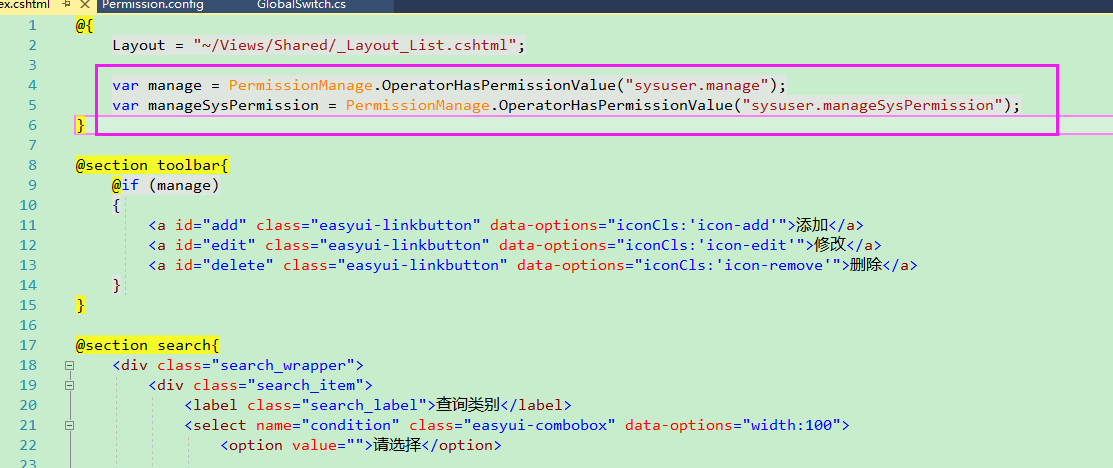 ex.cshtml Permission.config GlobalSwitch.cs
1 @{
2 Layout = "~/Views/Shared/_Layout_List.cshtml";
3
4 var manage = PermissionManage.OperatorHasPermissionValue("sysuser.manage");
5 var manageSysPermission = PermissionManage.OperatorHasPermissionValue("sysuser.manageSysPermission");
6 }
7
8 @section toolbar{
9 @if (manage)
10 {
11 <a id="add" class="easyui-linkbutton" data-options="iconCls:'icon-add'">添加</a>
12 <a id="edit" class="easyui-linkbutton" data-options="iconCls:'icon-edit'">修改</a>
13 <a id="delete" class="easyui-linkbutton" data-options="iconCls:'icon-remove'">删除</a>
14 }
15 }
16
17 @section search{
18 <div class="search_wrapper">
19 <div class="search_item">
20 <label class="search_label">查询类别</label>
21 <select name="condition" class="easyui-combobox" data-options="width:100">
22 <option value="">请选择</option>
23